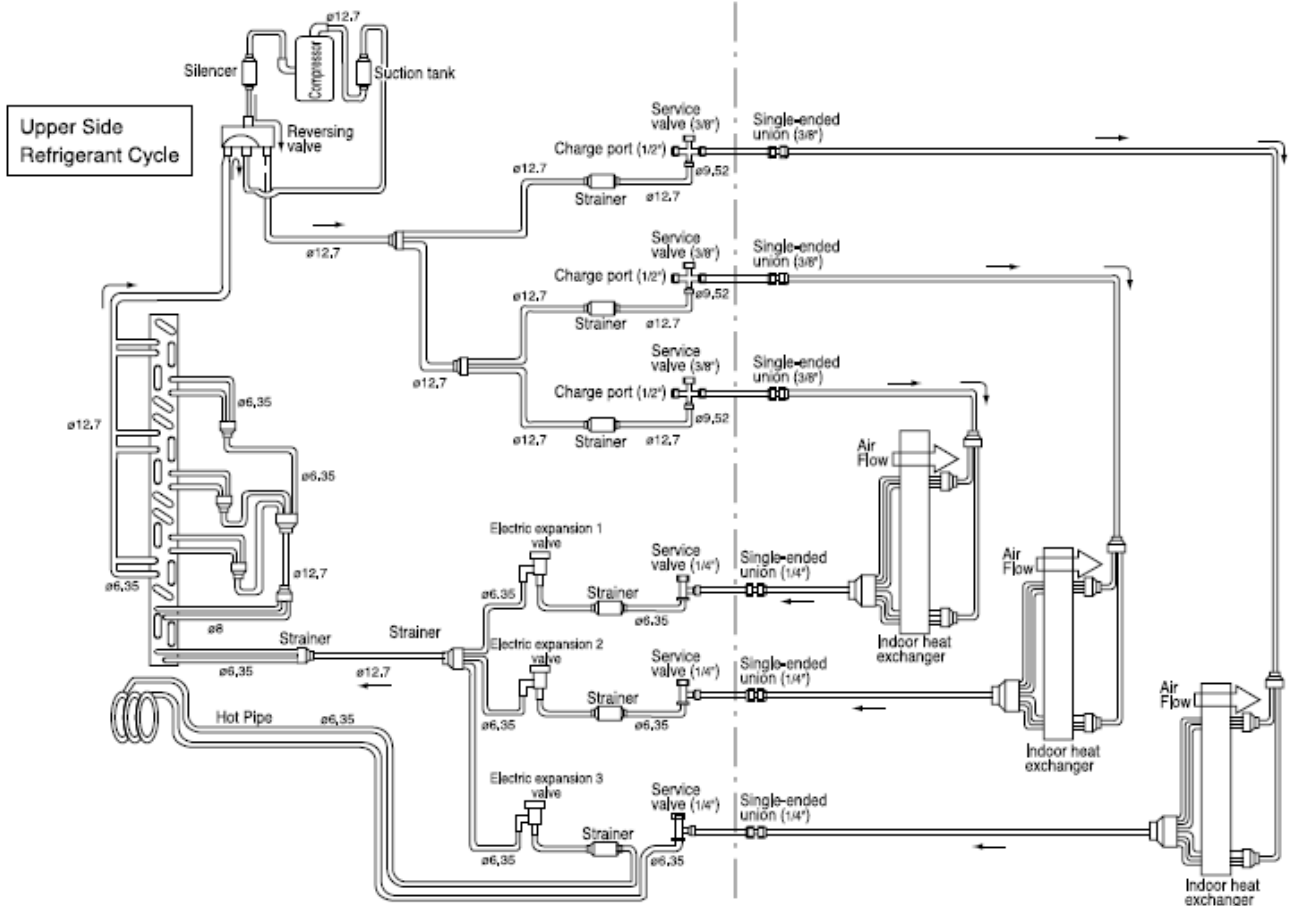 ø12.7
Silencer
Compressor
Suction tank
Upper Side
Refrigerant Cycle
Reversing
valve
Service
valve (3/8")
Single-ended
union (3/8")
Charge port (1/2")
ø12.7
ø9.52
Strainer
ø12.7
ø12.7
Service
valve (3/8")
Single-ended
union (3/8")
Charge port (1/2")
ø12.7
ø9.52
Strainer
ø12.7
Service
valve (3/8")
Single-ended
union (3/8")
ø12.7
Charge port (1/2")
ø6.35
ø12.7
ø9.52
ø12.7
Strainer
ø12.7
Air
Flow
ø6.35
Electric expansion 1
valve
Service
valve (1/4")
Single-ended
union (1/4")
Air
Flow
ø12.7
ø6.35
ø6.35
Strainer
ø6.35
ø8
Strainer
Strainer
Indoor heat
exchanger
Electric expansion 2
valve
Service
valve (1/4")
Single-ended
union (1/4")
ø6.35
ø12.7
Strainer
Air
Flow
Hot Pipe
ø6.35
ø6.35
ø6.35
Indoor heat
exchanger
Electric expansion 3
valve
Service
valve (1/4")
Single-ended
union (1/4")
Strainer
ø6.35
ø6.35
Indoor heat
exchanger